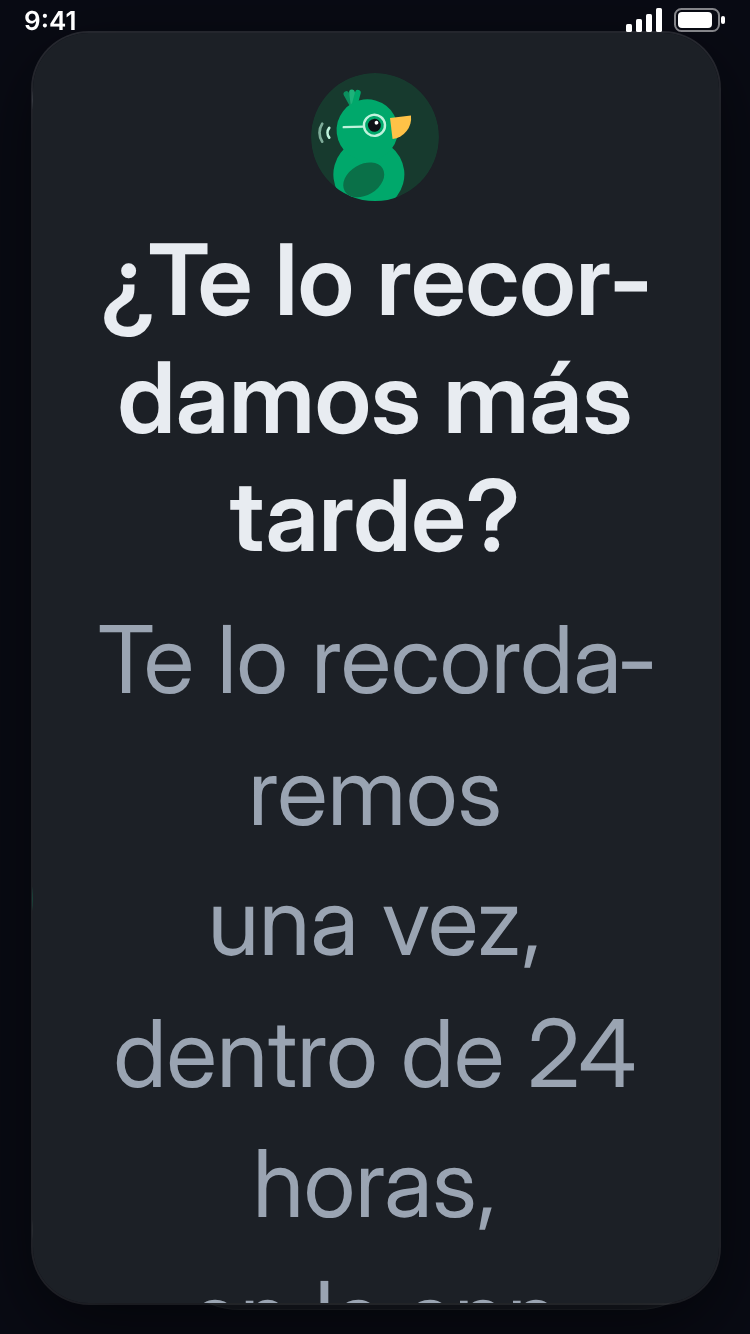 9:41
¿Te lo recor-
damos más
tarde?
Te lo recorda-
remos
una vez,
dentro de 24
horas,